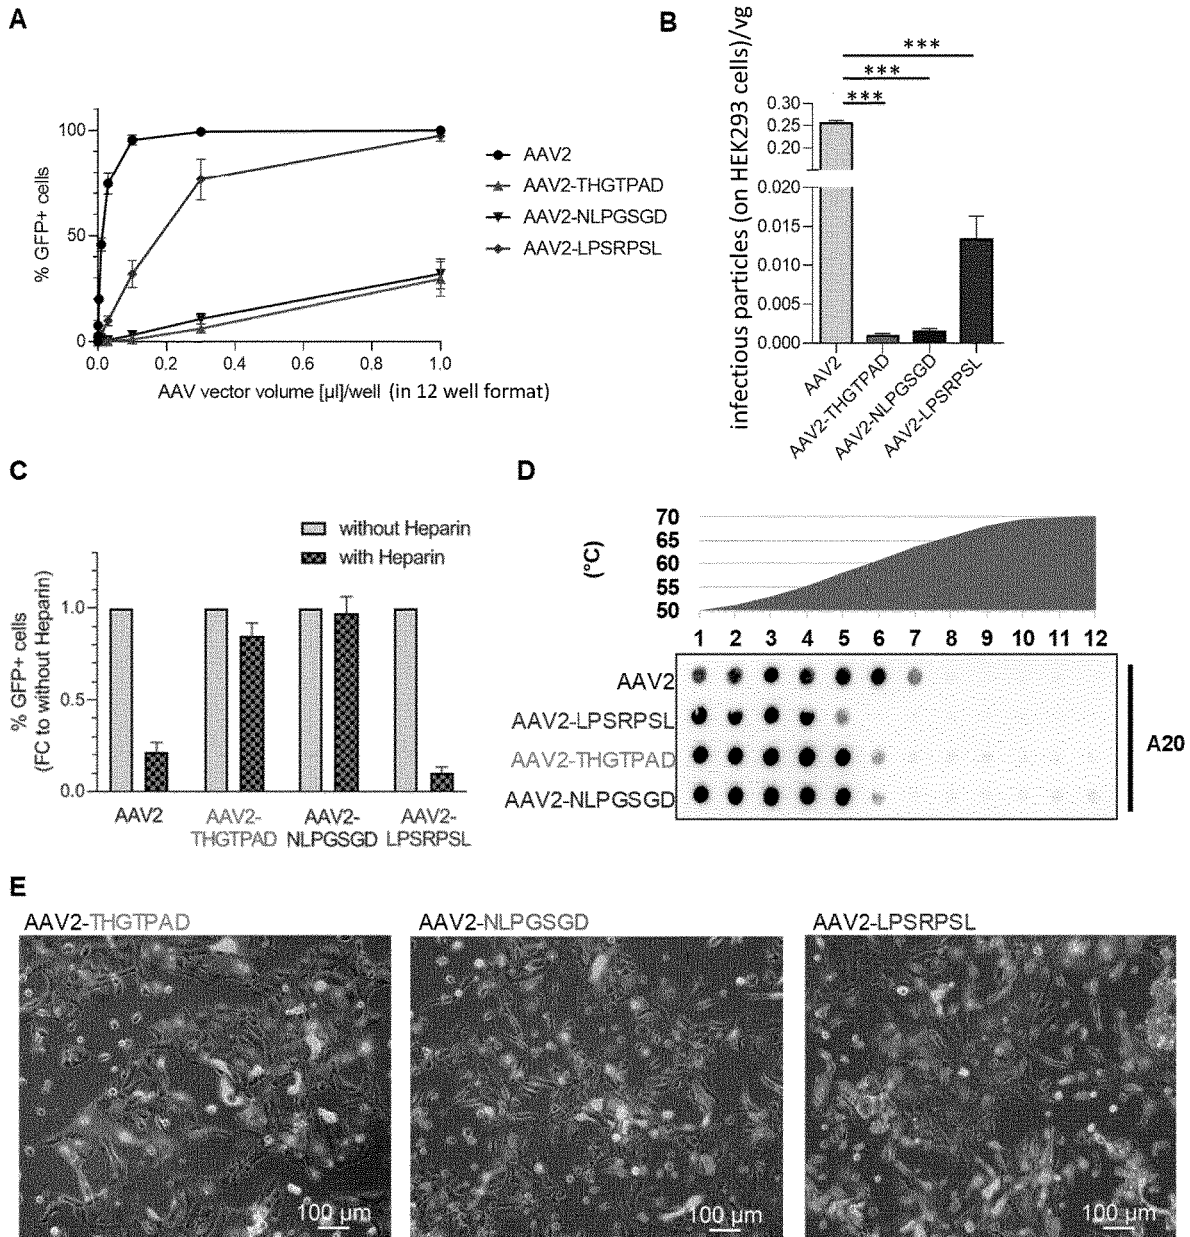 A
% GFP+ cells
100
50
0
0.0 0.2 0.4 0.6 0.8 1.0
AAV vector volume [µl]/well (in 12 well format)
AAV2
AAV2-THGTPAD
AAV2-NLPGSGD
AAV2-LPSRPSL
B
infectious particles (on HEK293 cells)/vg
***
***
***
0.30
0.25
0.20
0.020
0.015
0.010
0.005
0.000
AAV2
AAV2-THGTPAD
AAV2-NLPGSGD
AAV2-LPSRPSL
C
without Heparin
with Heparin
% GFP+ cells
(FC to without Heparin)
1.0
0.5
0.0
AAV2 AAV2- AAV2- AAV2-
THGTPAD NLPGSGD LPSRPSL
D
(°C)
70
65
60
55
50
1 2 3 4 5 6 7 8 9 10 11 12
AAV2
AAV2-LPSRPSL
AAV2-THGTPAD
AAV2-NLPGSGD
A20
E
AAV2-THGTPAD AAV2-NLPGSGD AAV2-LPSRPSL
100 µm 100 µm 100 µm